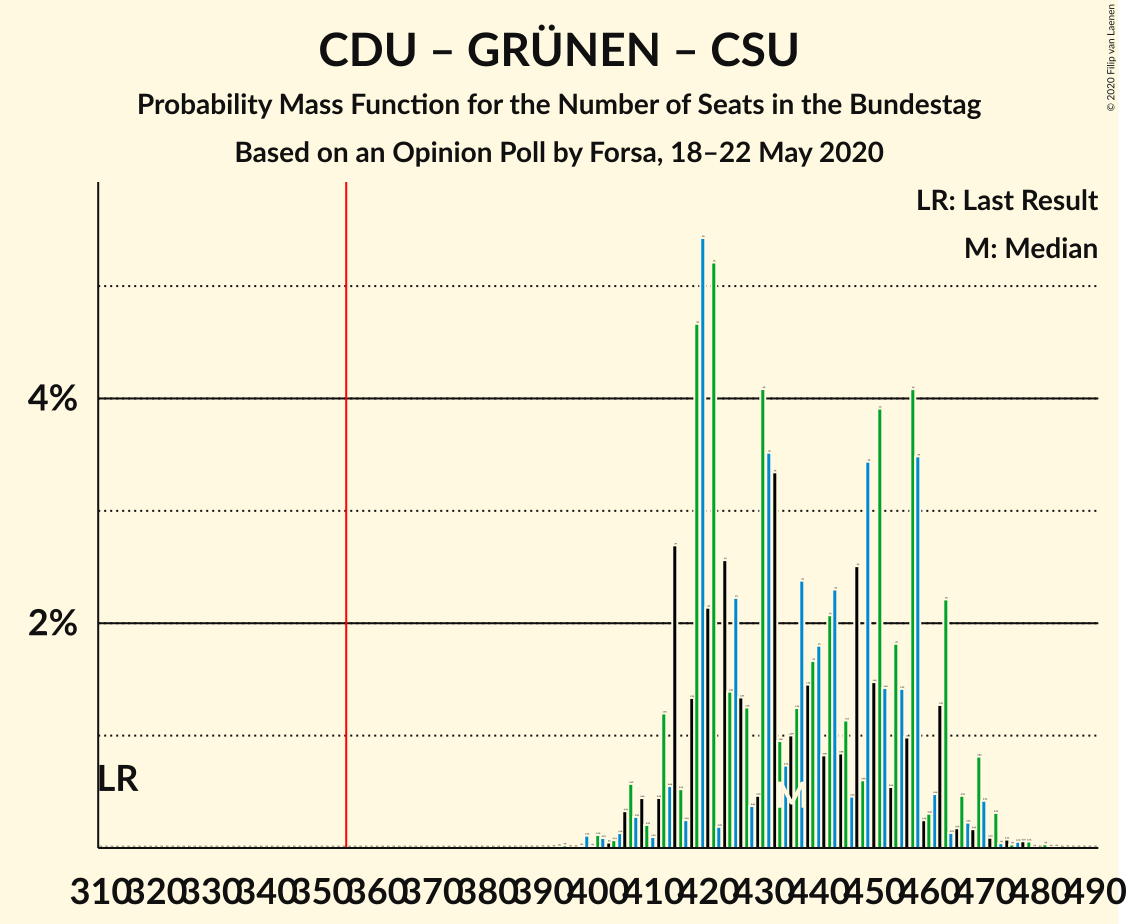 CDU – GRÜNEN – CSU
Probability Mass Function for the Number of Seats in the Bundestag
Based on an Opinion Poll by Forsa, 18–22 May 2020
© 2020 Filip van Laenen
LR: Last Result
M: Median
4%
2%
LR
M
310 320 330 340 350 360 370 380 390 400 410 420 430 440 450 460 470 480 490